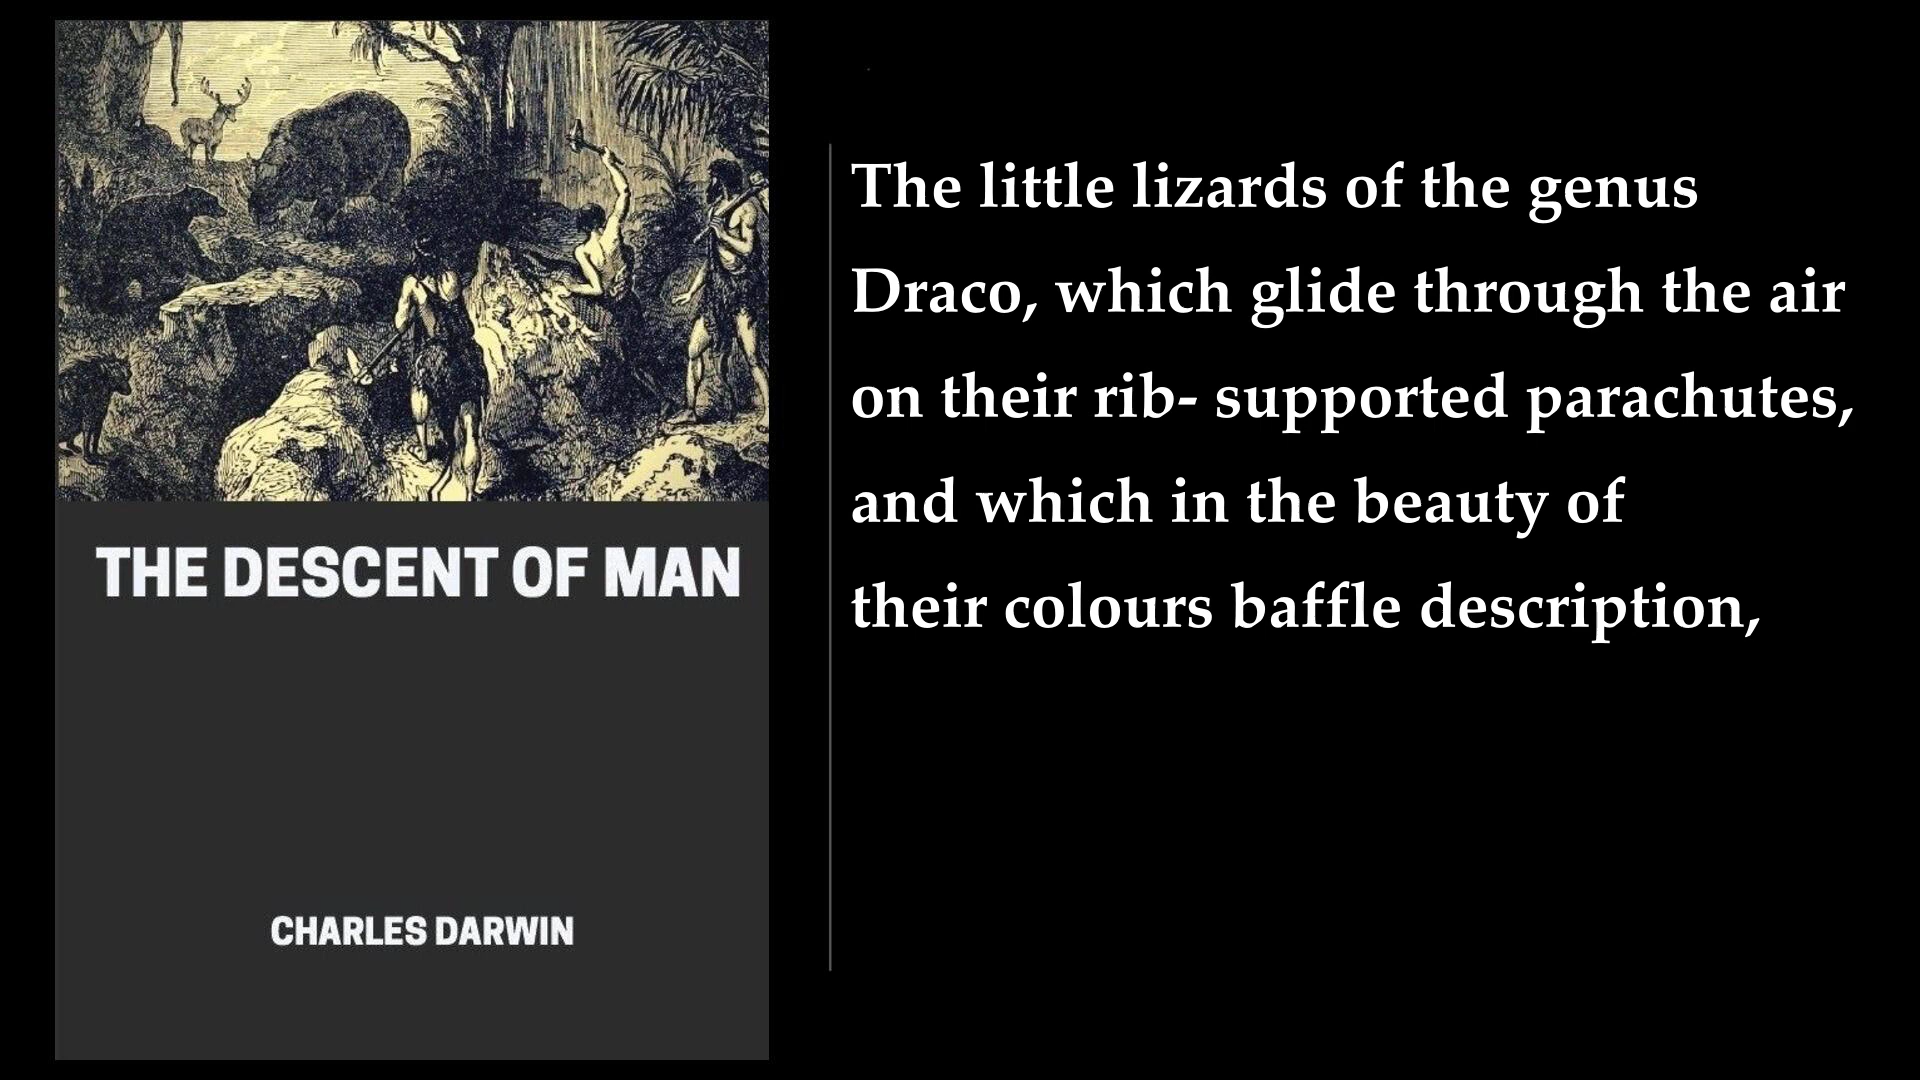 THE DESCENT OF MAN
CHARLES DARWIN
The little lizards of the genus
Draco, which glide through the air
on their rib- supported parachutes,
and which in the beauty of
their colours baffle description,